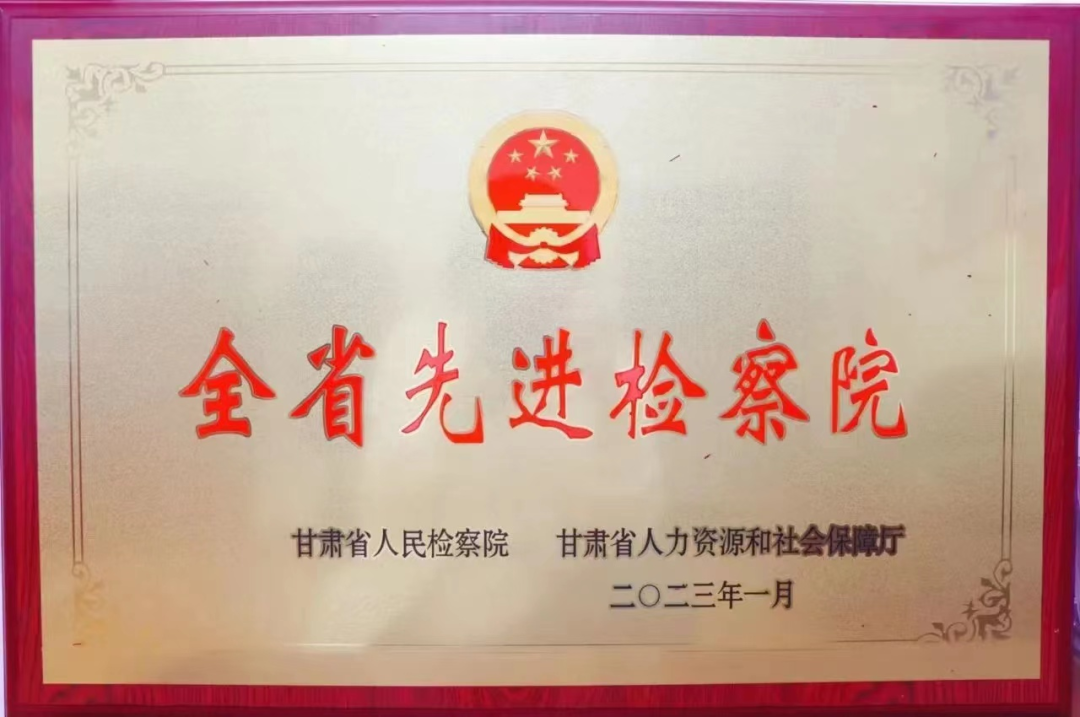 全省先进检察院
甘肃省人民检察院 甘肃省人力资源和社会保障厅
二〇二三年一月